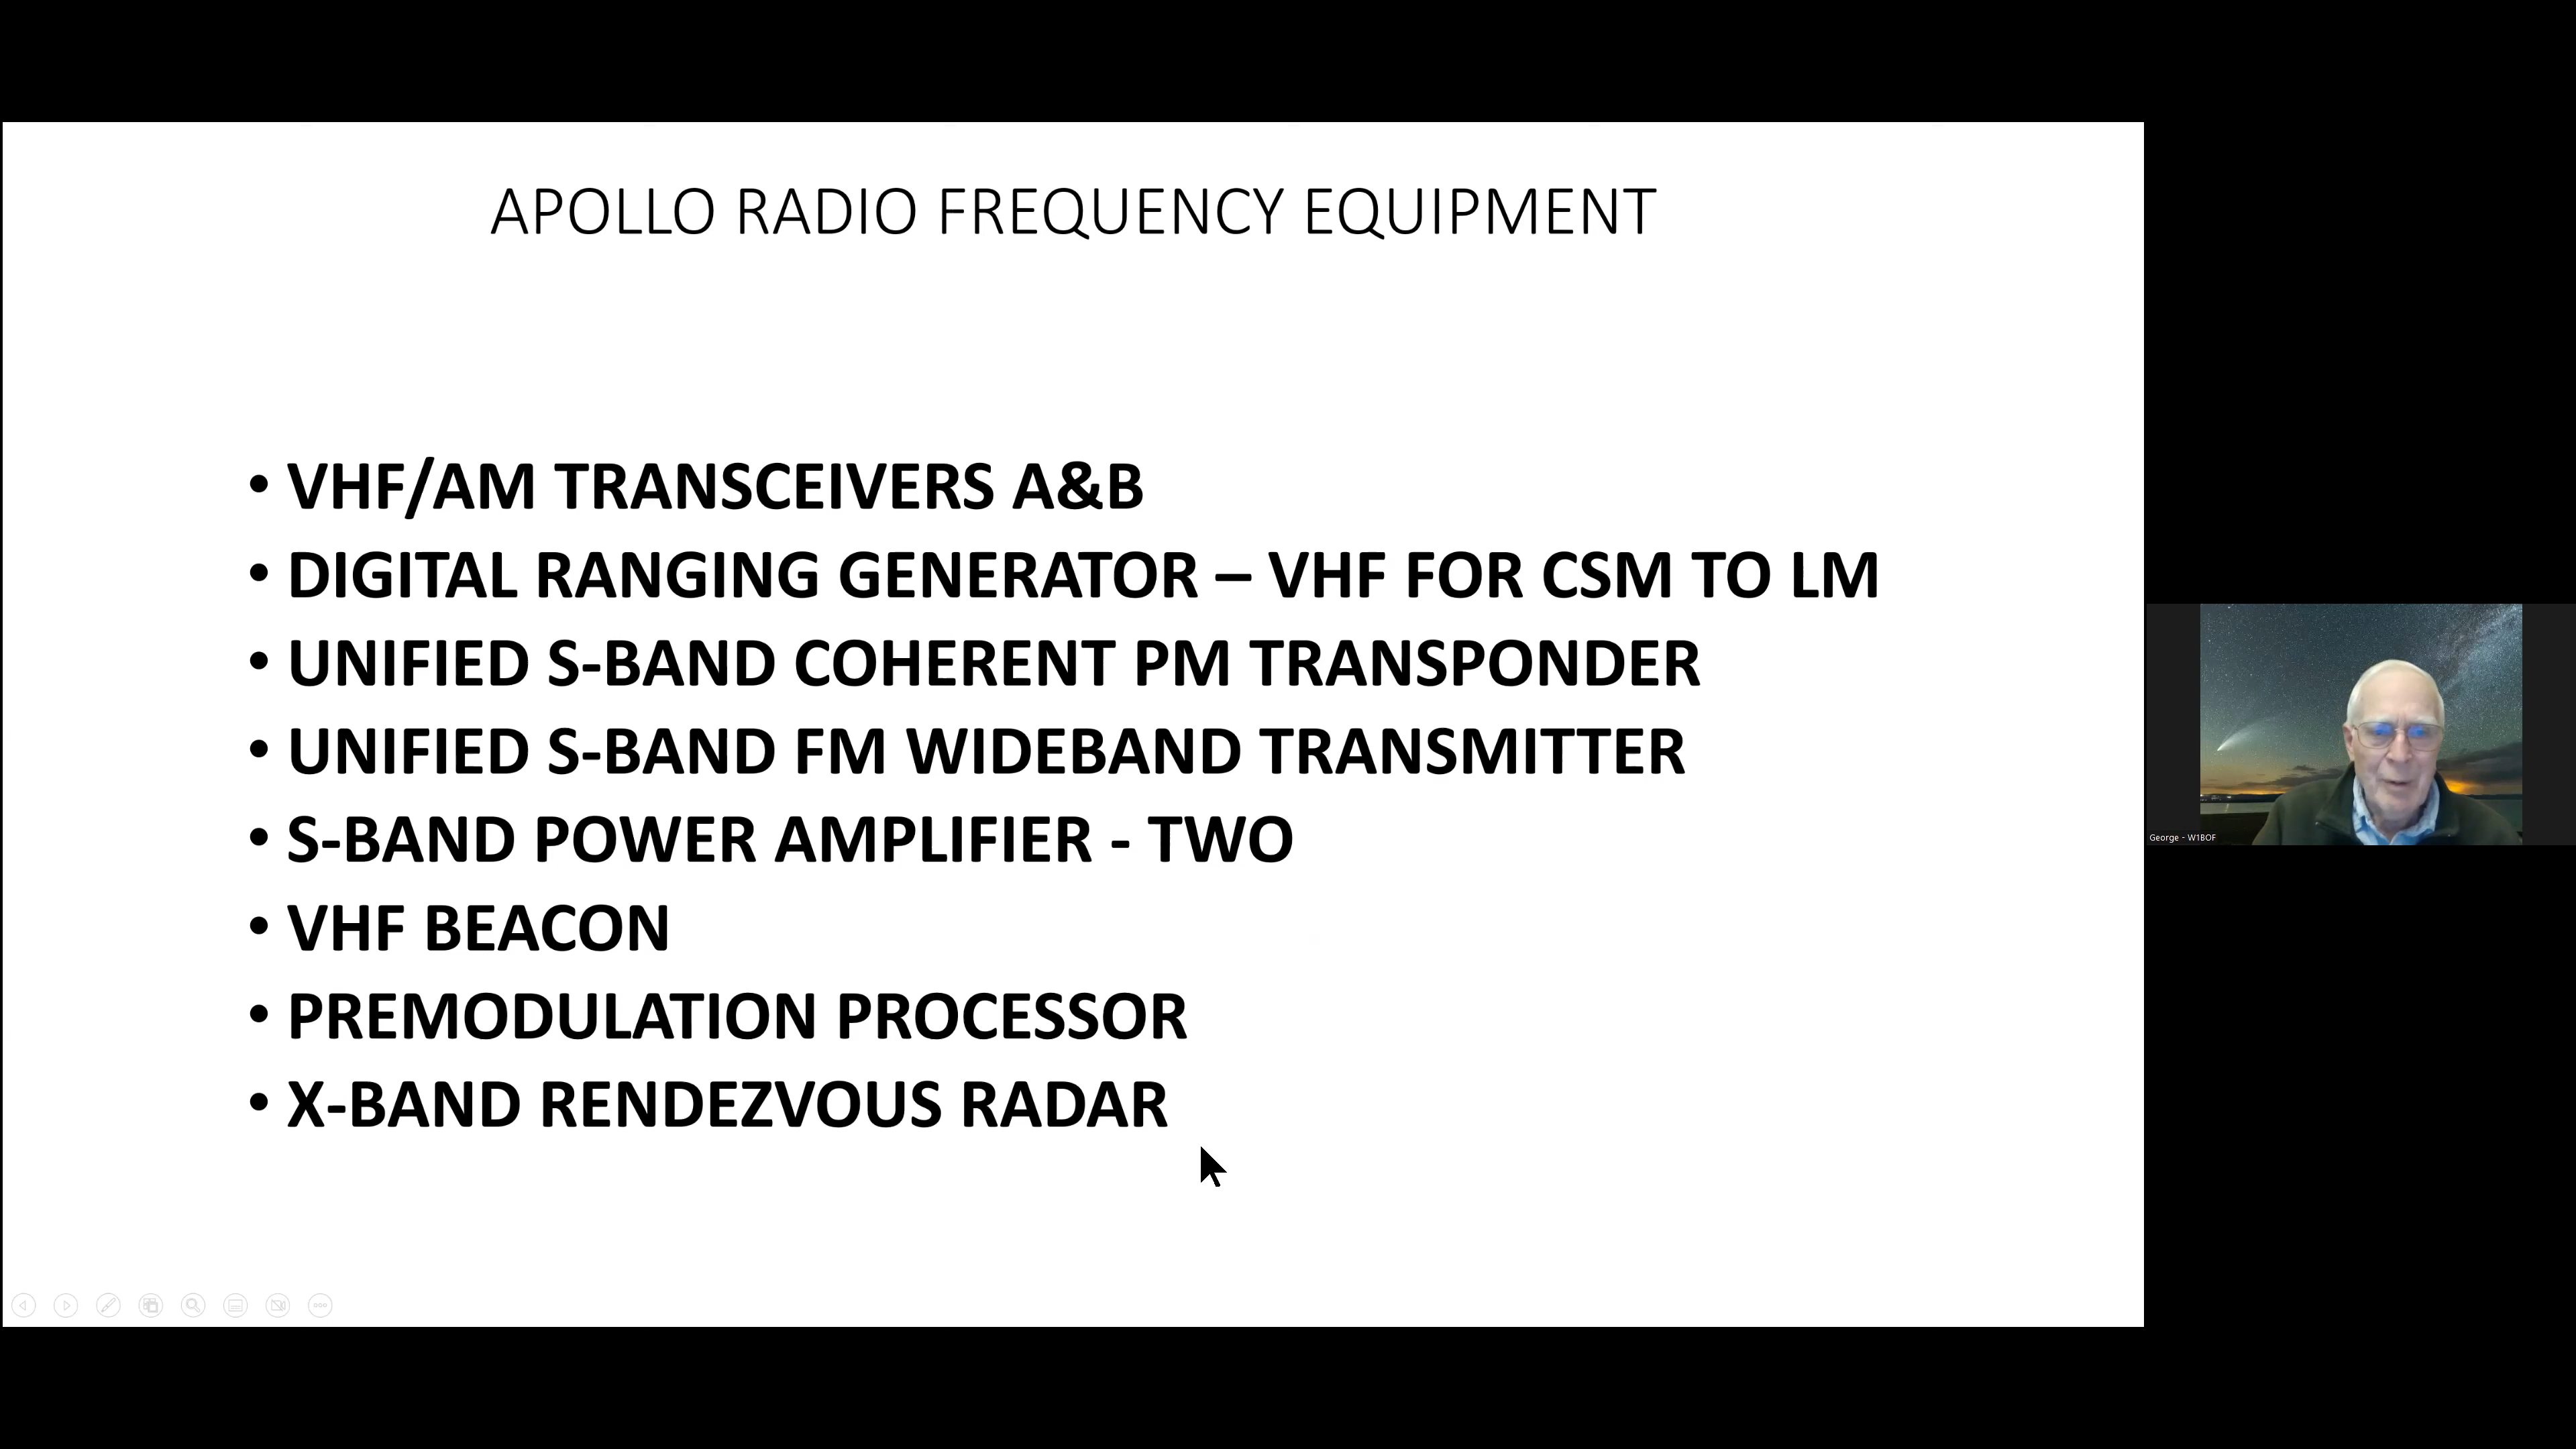 APOLLO RADIO FREQUENCY EQUIPMENT
• VHF/AM TRANSCEIVERS A&B
• DIGITAL RANGING GENERATOR – VHF FOR CSM TO LM
• UNIFIED S-BAND COHERENT PM TRANSPONDER
• UNIFIED S-BAND FM WIDEBAND TRANSMITTER
• S-BAND POWER AMPLIFIER - TWO
• VHF BEACON
• PREMODULATION PROCESSOR
• X-BAND RENDEZVOUS RADAR
George - W1BOF